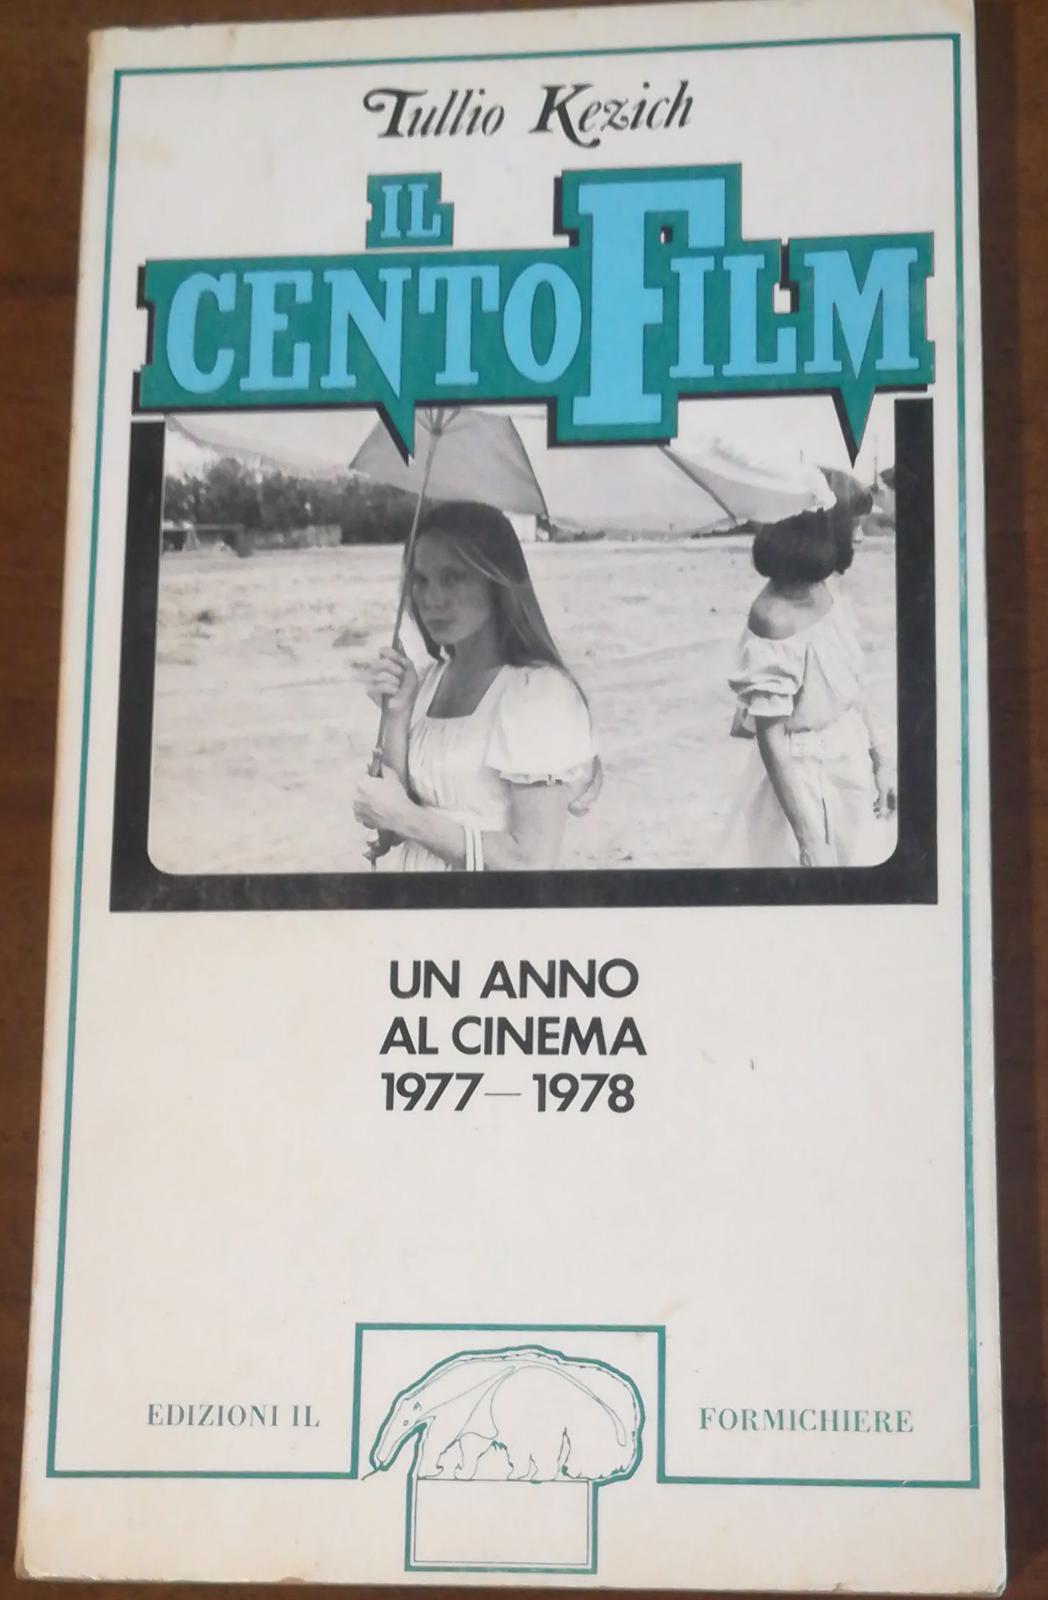 Tullio Kezich
IL
CENTOFILM
UN ANNO
AL CINEMA
1977—1978
EDIZIONI IL FORMICHIERE